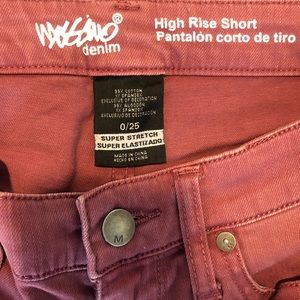 mossimo®
denim
High Rise Short
Pantalón corto de tiro
99% COTTON
1% SPANDEX
EXCLUSIVE OF DECORATION
99% ALGODÓN
1% SPANDEX
EXCLUSIVO DE DECORACIÓN
0/25
SUPER STRETCH
SUPER ELASTIZADO
MADE IN CHINA
HECHO EN CHINA
M